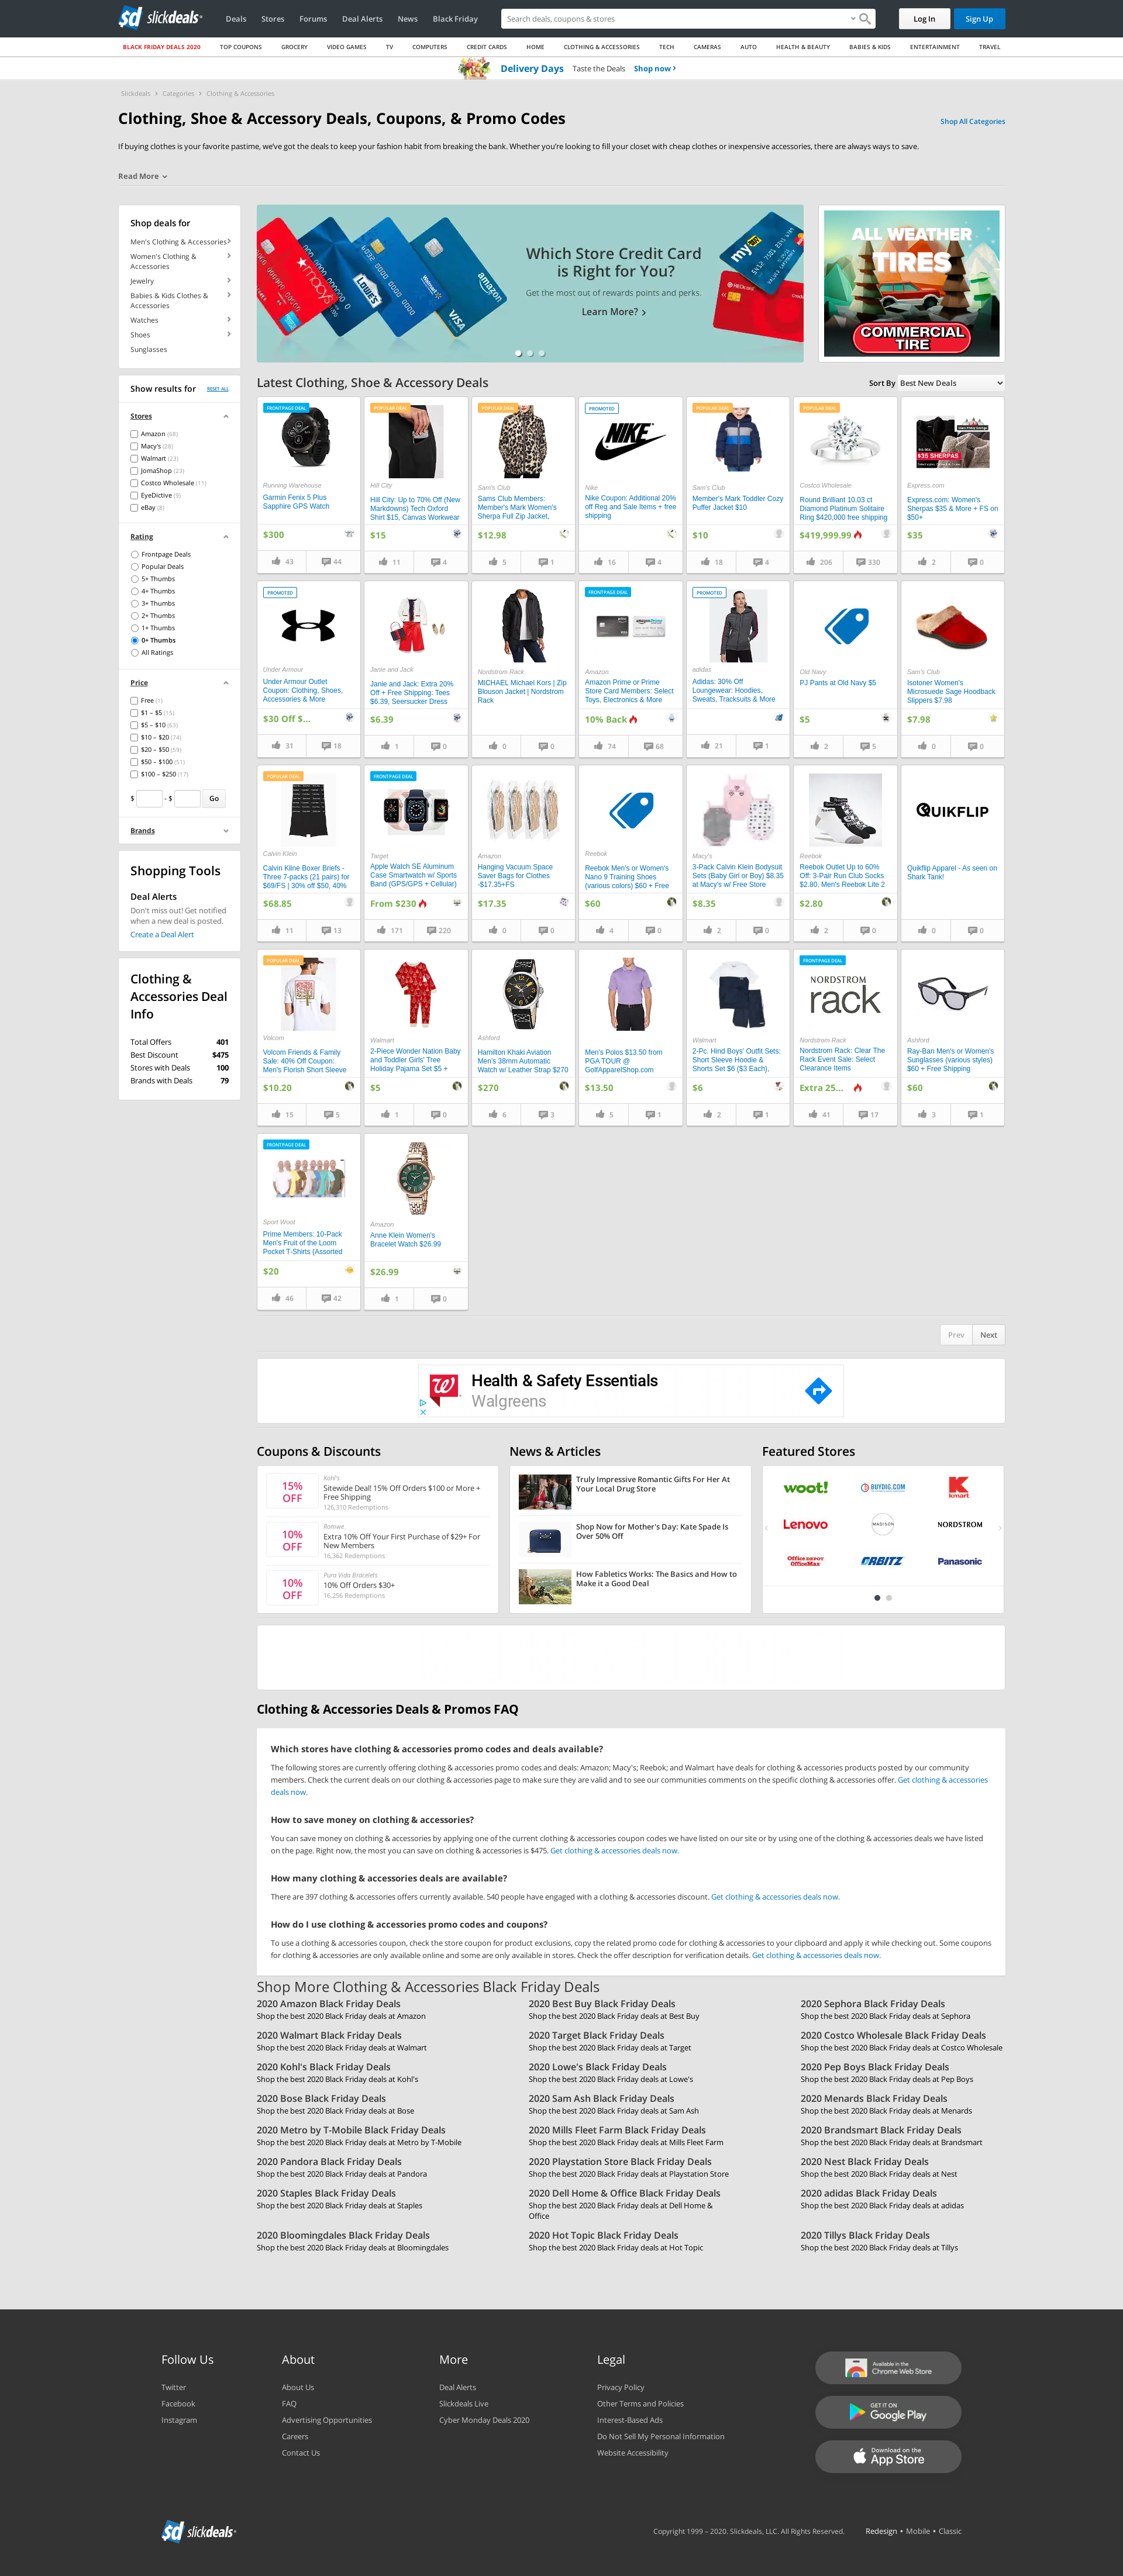 sd slickdeals
Deals Stores Forums Deal Alerts News Black Friday
Search deals, coupons & stores
Log In Sign Up
BLACK FRIDAY DEALS 2020 TOP COUPONS GROCERY VIDEO GAMES TV COMPUTERS CREDIT CARDS HOME CLOTHING & ACCESSORIES TECH CAMERAS AUTO HEALTH & BEAUTY BABIES & KIDS ENTERTAINMENT TRAVEL
Delivery Days Taste the Deals Shop now
Slickdeals Categories Clothing & Accessories
Clothing, Shoe & Accessory Deals, Coupons, & Promo Codes
Shop All Categories
If buying clothes is your favorite pastime, we've got the deals to keep your fashion habit from breaking the bank. Whether you're looking to fill your closet with cheap clothes or inexpensive accessories, there are always ways to save.
Read More
Shop deals for
Men's Clothing & Accessories
Women's Clothing &
Accessories
Jewelry
Babies & Kids Clothes &
Accessories
Watches
Shoes
Sunglasses
Show results for RESET ALL
Stores
Amazon (68)
Macy's (28)
Walmart (23)
JomaShop (23)
Costco Wholesale (11)
EyeDictive (9)
eBay (8)
Rating
Frontpage Deals
Popular Deals
5+ Thumbs
4+ Thumbs
3+ Thumbs
2+ Thumbs
1+ Thumbs
0+ Thumbs
All Ratings
Price
Free (1)
$1 – $5 (15)
$5 – $10 (63)
$10 – $20 (74)
$20 – $50 (59)
$50 – $100 (51)
$100 – $250 (17)
$ - $ Go
Brands
Shopping Tools
Deal Alerts
Don't miss out! Get notified
when a new deal is posted.
Create a Deal Alert
Clothing &
Accessories Deal
Info
Total Offers 401
Best Discount $475
Stores with Deals 100
Brands with Deals 79
Which Store Credit Card
is Right for You?
Get the most out of rewards points and perks.
Learn More?
ALL WEATHER
TIRES
COMMERCIAL
TIRE
Latest Clothing, Shoe & Accessory Deals
Sort By Best New Deals
FRONTPAGE DEAL
Running Warehouse
Garmin Fenix 5 Plus
Sapphire GPS Watch
$300
43 44
POPULAR DEAL
Hill City
Hill City: Up to 70% Off (New
Markdowns) Tech Oxford
Shirt $15, Canvas Workwear
$15
11 4
POPULAR DEAL
Sam's Club
Sams Club Members:
Member's Mark Women's
Sherpa Full Zip Jacket,
$12.98
5 1
PROMOTED
NIKE
Nike
Nike Coupon: Additional 20%
off Reg and Sale Items + free
shipping
16 4
POPULAR DEAL
Sam's Club
Member's Mark Toddler Cozy
Puffer Jacket $10
$10
18 4
POPULAR DEAL
Costco Wholesale
Round Brilliant 10.03 ct
Diamond Platinum Solitaire
Ring $420,000 free shipping
$419,999.99
206 330
$35 SHERPAS
Express.com
Express.com: Women's
Sherpas $35 & More + FS on
$50+
$35
2 0
PROMOTED
Under Armour
Under Armour Outlet
Coupon: Clothing, Shoes,
Accessories & More
$30 Off $...
31 18
Janie and Jack
Janie and Jack: Extra 20%
Off + Free Shipping: Tees
$6.39, Seersucker Dress
$6.39
1 0
Nordstrom Rack
MICHAEL Michael Kors | Zip
Blouson Jacket | Nordstrom
Rack
0 0
FRONTPAGE DEAL
Amazon
Amazon Prime or Prime
Store Card Members: Select
Toys, Electronics & More
10% Back
74 68
PROMOTED
adidas
Adidas: 30% Off
Loungewear: Hoodies,
Sweats, Tracksuits & More
21 1
Old Navy
PJ Pants at Old Navy $5
$5
2 5
Sam's Club
Isotoner Women's
Microsuede Sage Hoodback
Slippers $7.98
$7.98
0 0
POPULAR DEAL
Calvin Klein
Calvin Kline Boxer Briefs -
Three 7-packs (21 pairs) for
$69/FS | 30% off $50, 40%
$68.85
11 13
FRONTPAGE DEAL
Target
Apple Watch SE Aluminum
Case Smartwatch w/ Sports
Band (GPS/GPS + Cellular)
From $230
171 220
Amazon
Hanging Vacuum Space
Saver Bags for Clothes
-$17.35+FS
$17.35
0 0
Reebok
Reebok Men's or Women's
Nano 9 Training Shoes
(various colors) $60 + Free
$60
4 0
Macy's
3-Pack Calvin Klein Bodysuit
Sets (Baby Girl or Boy) $8.35
at Macy's w/ Free Store
$8.35
2 0
Reebok
Reebok Outlet Up to 60%
Off: 3-Pair Run Club Socks
$2.80, Men's Reebok Lite 2
$2.80
2 0
QUIKFLIP
Quikflip Apparel - As seen on
Shark Tank!
0 0
POPULAR DEAL
Volcom
Volcom Friends & Family
Sale: 40% Off Coupon:
Men's Florish Short Sleeve
$10.20
15 5
Walmart
2-Piece Wonder Nation Baby
and Toddler Girls' Tree
Holiday Pajama Set $5 +
$5
1 0
Ashford
Hamilton Khaki Aviation
Men's 38mm Automatic
Watch w/ Leather Strap $270
$270
6 3
Men's Polos $13.50 from
PGA TOUR @
GolfApparelShop.com
$13.50
5 1
Walmart
2-Pc. Hind Boys' Outfit Sets:
Short Sleeve Hoodie &
Shorts Set $6 ($3 Each),
$6
2 1
FRONTPAGE DEAL
NORDSTROM
rack
Nordstrom Rack
Nordstrom Rack: Clear The
Rack Event Sale: Select
Clearance Items
Extra 25...
41 17
Ashford
Ray-Ban Men's or Women's
Sunglasses (various styles)
$60 + Free Shipping
$60
3 1
FRONTPAGE DEAL
Sport Woot
Prime Members: 10-Pack
Men's Fruit of the Loom
Pocket T-Shirts (Assorted
$20
46 42
Amazon
Anne Klein Women's
Bracelet Watch $26.99
$26.99
1 0
Prev Next
Health & Safety Essentials
Walgreens
Coupons & Discounts
15%
OFF
Kohl's
Sitewide Deal! 15% Off Orders $100 or More +
Free Shipping
126,310 Redemptions
10%
OFF
Romwe
Extra 10% Off Your First Purchase of $29+ For
New Members
16,362 Redemptions
10%
OFF
Pura Vida Bracelets
10% Off Orders $30+
16,256 Redemptions
News & Articles
Truly Impressive Romantic Gifts For Her At
Your Local Drug Store
Shop Now for Mother's Day: Kate Spade Is
Over 50% Off
How Fabletics Works: The Basics and How to
Make it a Good Deal
Featured Stores
woot! BUYDIG.COM Kmart
Lenovo MADISON NORDSTROM
Office DEPOT OfficeMax ORBITZ Panasonic
Clothing & Accessories Deals & Promos FAQ
Which stores have clothing & accessories promo codes and deals available?
The following stores are currently offering clothing & accessories promo codes and deals: Amazon; Macy's; Reebok; and Walmart have deals for clothing & accessories products posted by our community
members. Check the current deals on our clothing & accessories page to make sure they are valid and to see our communities comments on the specific clothing & accessories offer. Get clothing & accessories
deals now.
How to save money on clothing & accessories?
You can save money on clothing & accessories by applying one of the current clothing & accessories coupon codes we have listed on our site or by using one of the clothing & accessories deals we have listed
on the page. Right now, the most you can save on clothing & accessories is $475. Get clothing & accessories deals now.
How many clothing & accessories deals are available?
There are 397 clothing & accessories offers currently available. 540 people have engaged with a clothing & accessories discount. Get clothing & accessories deals now.
How do I use clothing & accessories promo codes and coupons?
To use a clothing & accessories coupon, check the store coupon for product exclusions, copy the related promo code for clothing & accessories to your clipboard and apply it while checking out. Some coupons
for clothing & accessories are only available online and some are only available in stores. Check the offer description for verification details. Get clothing & accessories deals now.
Shop More Clothing & Accessories Black Friday Deals
2020 Amazon Black Friday Deals
Shop the best 2020 Black Friday deals at Amazon
2020 Best Buy Black Friday Deals
Shop the best 2020 Black Friday deals at Best Buy
2020 Sephora Black Friday Deals
Shop the best 2020 Black Friday deals at Sephora
2020 Walmart Black Friday Deals
Shop the best 2020 Black Friday deals at Walmart
2020 Target Black Friday Deals
Shop the best 2020 Black Friday deals at Target
2020 Costco Wholesale Black Friday Deals
Shop the best 2020 Black Friday deals at Costco Wholesale
2020 Kohl's Black Friday Deals
Shop the best 2020 Black Friday deals at Kohl's
2020 Lowe's Black Friday Deals
Shop the best 2020 Black Friday deals at Lowe's
2020 Pep Boys Black Friday Deals
Shop the best 2020 Black Friday deals at Pep Boys
2020 Bose Black Friday Deals
Shop the best 2020 Black Friday deals at Bose
2020 Sam Ash Black Friday Deals
Shop the best 2020 Black Friday deals at Sam Ash
2020 Menards Black Friday Deals
Shop the best 2020 Black Friday deals at Menards
2020 Metro by T-Mobile Black Friday Deals
Shop the best 2020 Black Friday deals at Metro by T-Mobile
2020 Mills Fleet Farm Black Friday Deals
Shop the best 2020 Black Friday deals at Mills Fleet Farm
2020 Brandsmart Black Friday Deals
Shop the best 2020 Black Friday deals at Brandsmart
2020 Pandora Black Friday Deals
Shop the best 2020 Black Friday deals at Pandora
2020 Playstation Store Black Friday Deals
Shop the best 2020 Black Friday deals at Playstation Store
2020 Nest Black Friday Deals
Shop the best 2020 Black Friday deals at Nest
2020 Staples Black Friday Deals
Shop the best 2020 Black Friday deals at Staples
2020 Dell Home & Office Black Friday Deals
Shop the best 2020 Black Friday deals at Dell Home &
Office
2020 adidas Black Friday Deals
Shop the best 2020 Black Friday deals at adidas
2020 Bloomingdales Black Friday Deals
Shop the best 2020 Black Friday deals at Bloomingdales
2020 Hot Topic Black Friday Deals
Shop the best 2020 Black Friday deals at Hot Topic
2020 Tillys Black Friday Deals
Shop the best 2020 Black Friday deals at Tillys
Follow Us
Twitter
Facebook
Instagram
About
About Us
FAQ
Advertising Opportunities
Careers
Contact Us
More
Deal Alerts
Slickdeals Live
Cyber Monday Deals 2020
Legal
Privacy Policy
Other Terms and Policies
Interest-Based Ads
Do Not Sell My Personal Information
Website Accessibility
Available in the
Chrome Web Store
GET IT ON
Google Play
Download on the
App Store
sd slickdeals
Copyright 1999 – 2020. Slickdeals, LLC. All Rights Reserved. Redesign • Mobile • Classic